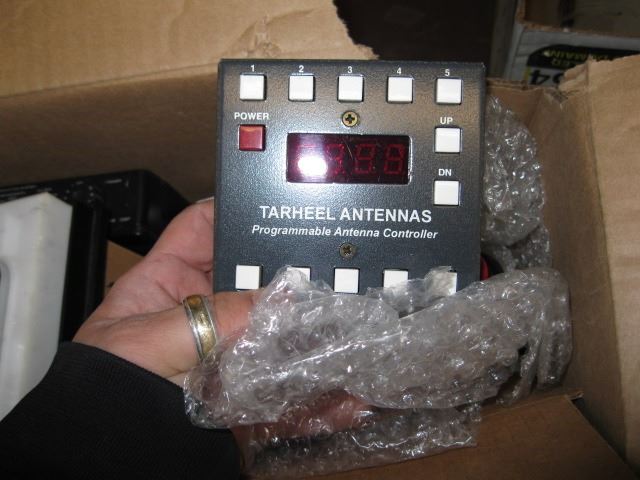 1 2 3 4 5
POWER
UP
DN
TARHEEL ANTENNAS
Programmable Antenna Controller